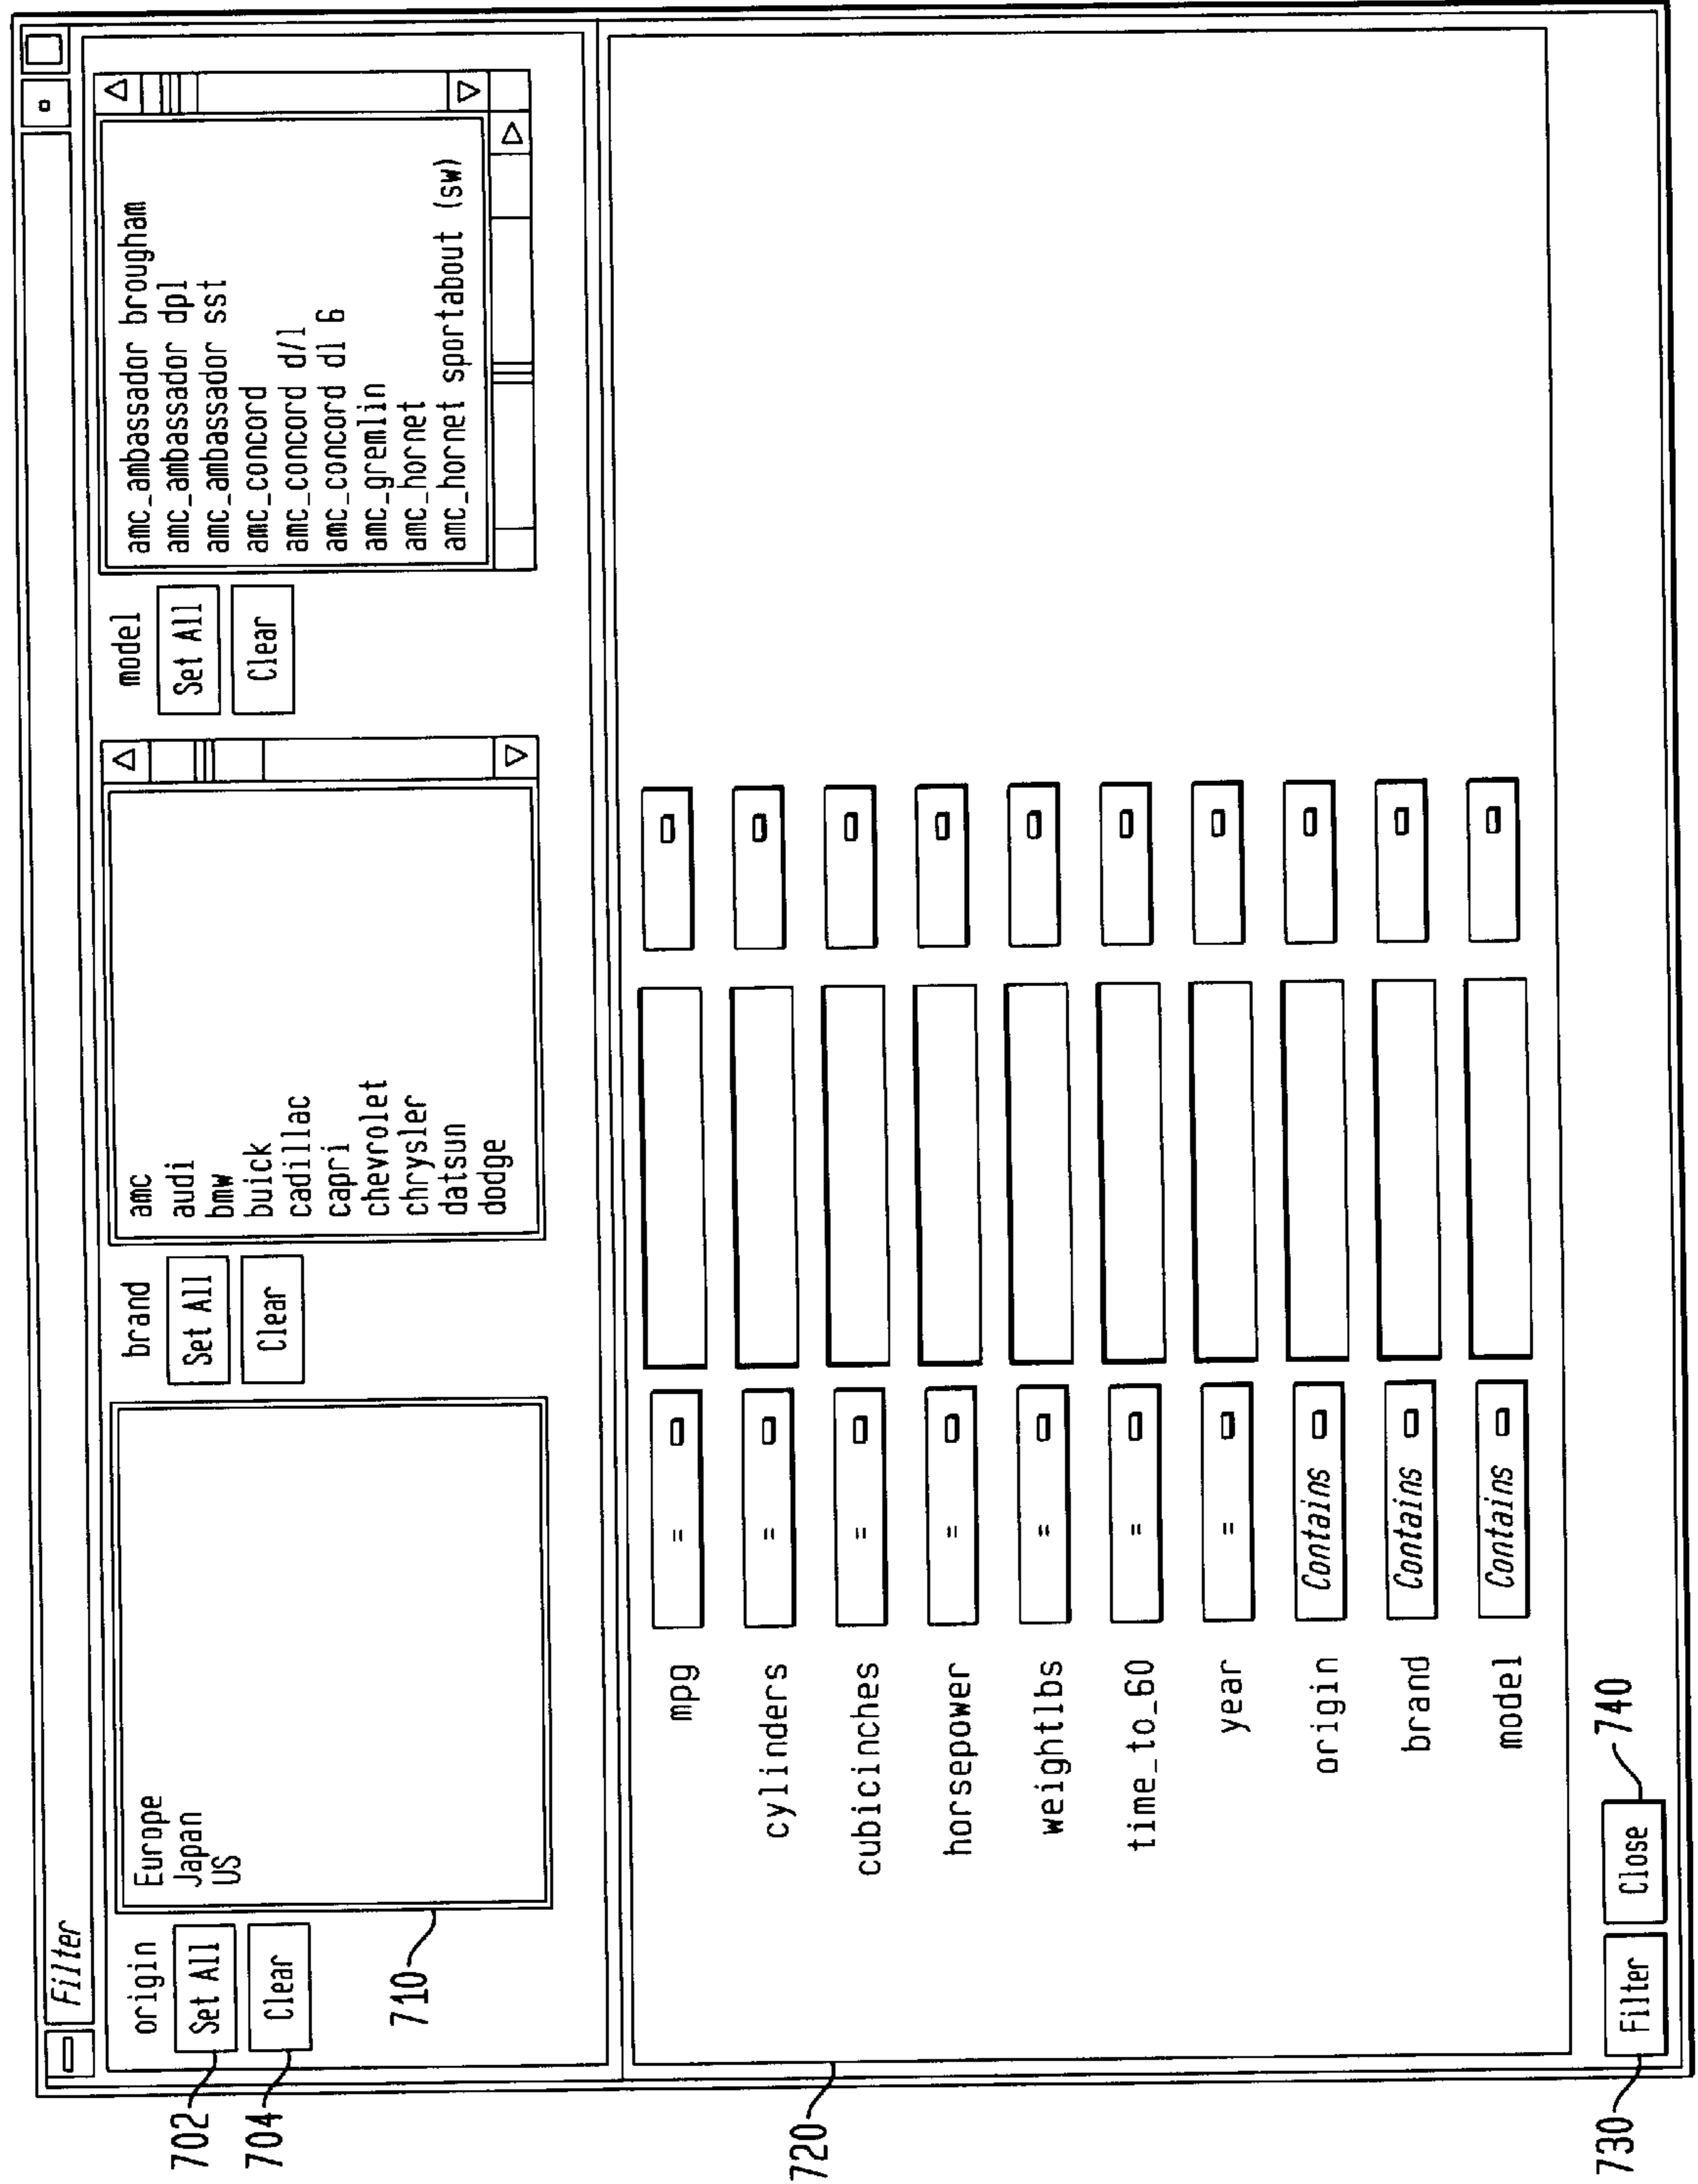 Filter
origin
Set All
Clear
Europe
Japan
US
brand
Set All
Clear
amc
audi
bmw
buick
cadillac
capri
chevrolet
chrysler
datsun
dodge
model
Set All
Clear
amc_ambassador brougham
amc_ambassador dpl
amc_ambassador sst
amc_concord
amc_concord d/l
amc_concord dl 6
amc_gremlin
amc_hornet
amc_hornet sportabout (sw)
702
704
710
720
mpg =
cylinders =
cubicinches =
horsepower =
weightlbs =
time_to_60 =
year =
origin Contains
brand Contains
model Contains
Filter Close
730
740